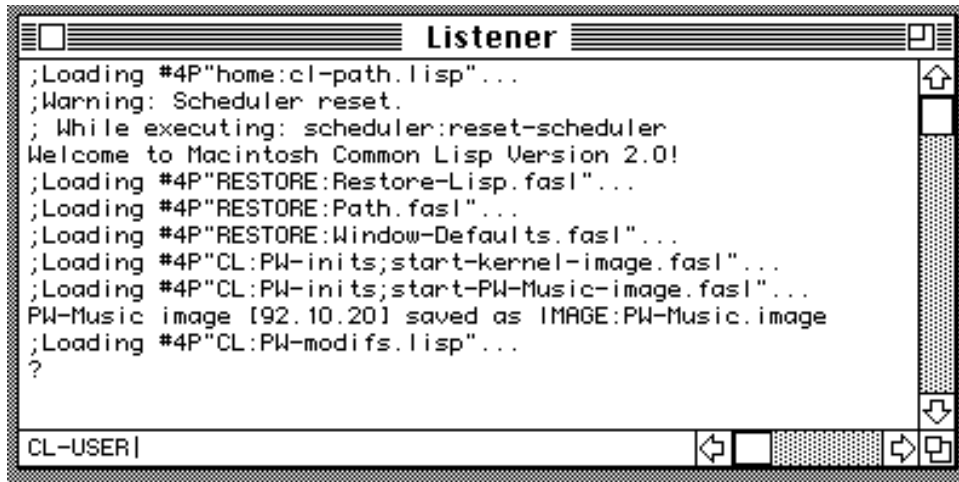 Listener
;Loading #4P"home:cl-path.lisp"...
;Warning: Scheduler reset.
; While executing: scheduler:reset-scheduler
Welcome to Macintosh Common Lisp Version 2.0!
;Loading #4P"RESTORE:Restore-Lisp.fasl"...
;Loading #4P"RESTORE:Path.fasl"...
;Loading #4P"RESTORE:Window-Defaults.fasl"...
;Loading #4P"CL:PW-inits;start-kernel-image.fasl"...
;Loading #4P"CL:PW-inits;start-PW-Music-image.fasl"...
PW-Music image [92.10.20] saved as IMAGE:PW-Music.image
;Loading #4P"CL:PW-modifs.lisp"...
?
CL-USER|